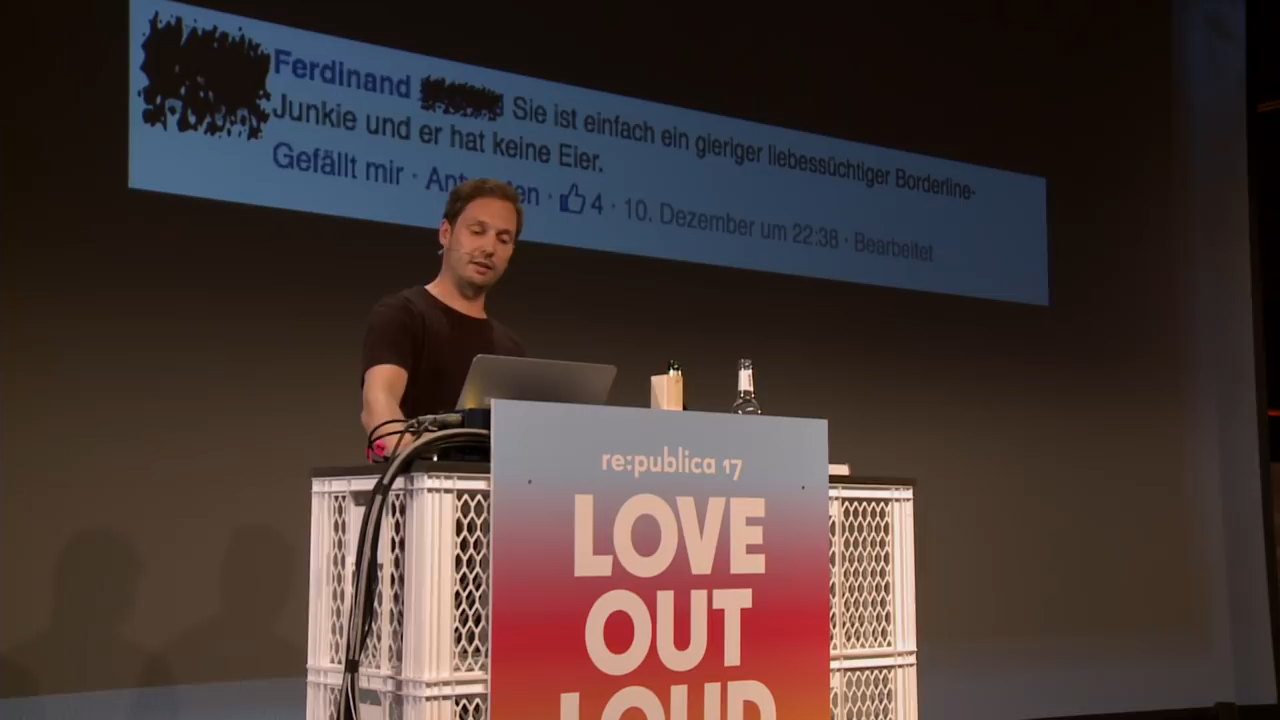 Ferdinand Sie ist einfach ein gieriger liebessüchtiger Borderline-
Junkie und er hat keine Eier.
Gefällt mir · · 4 · 10. Dezember um 22:38 · Bearbeitet
re:publica 17
LOVE
OUT
LOUD